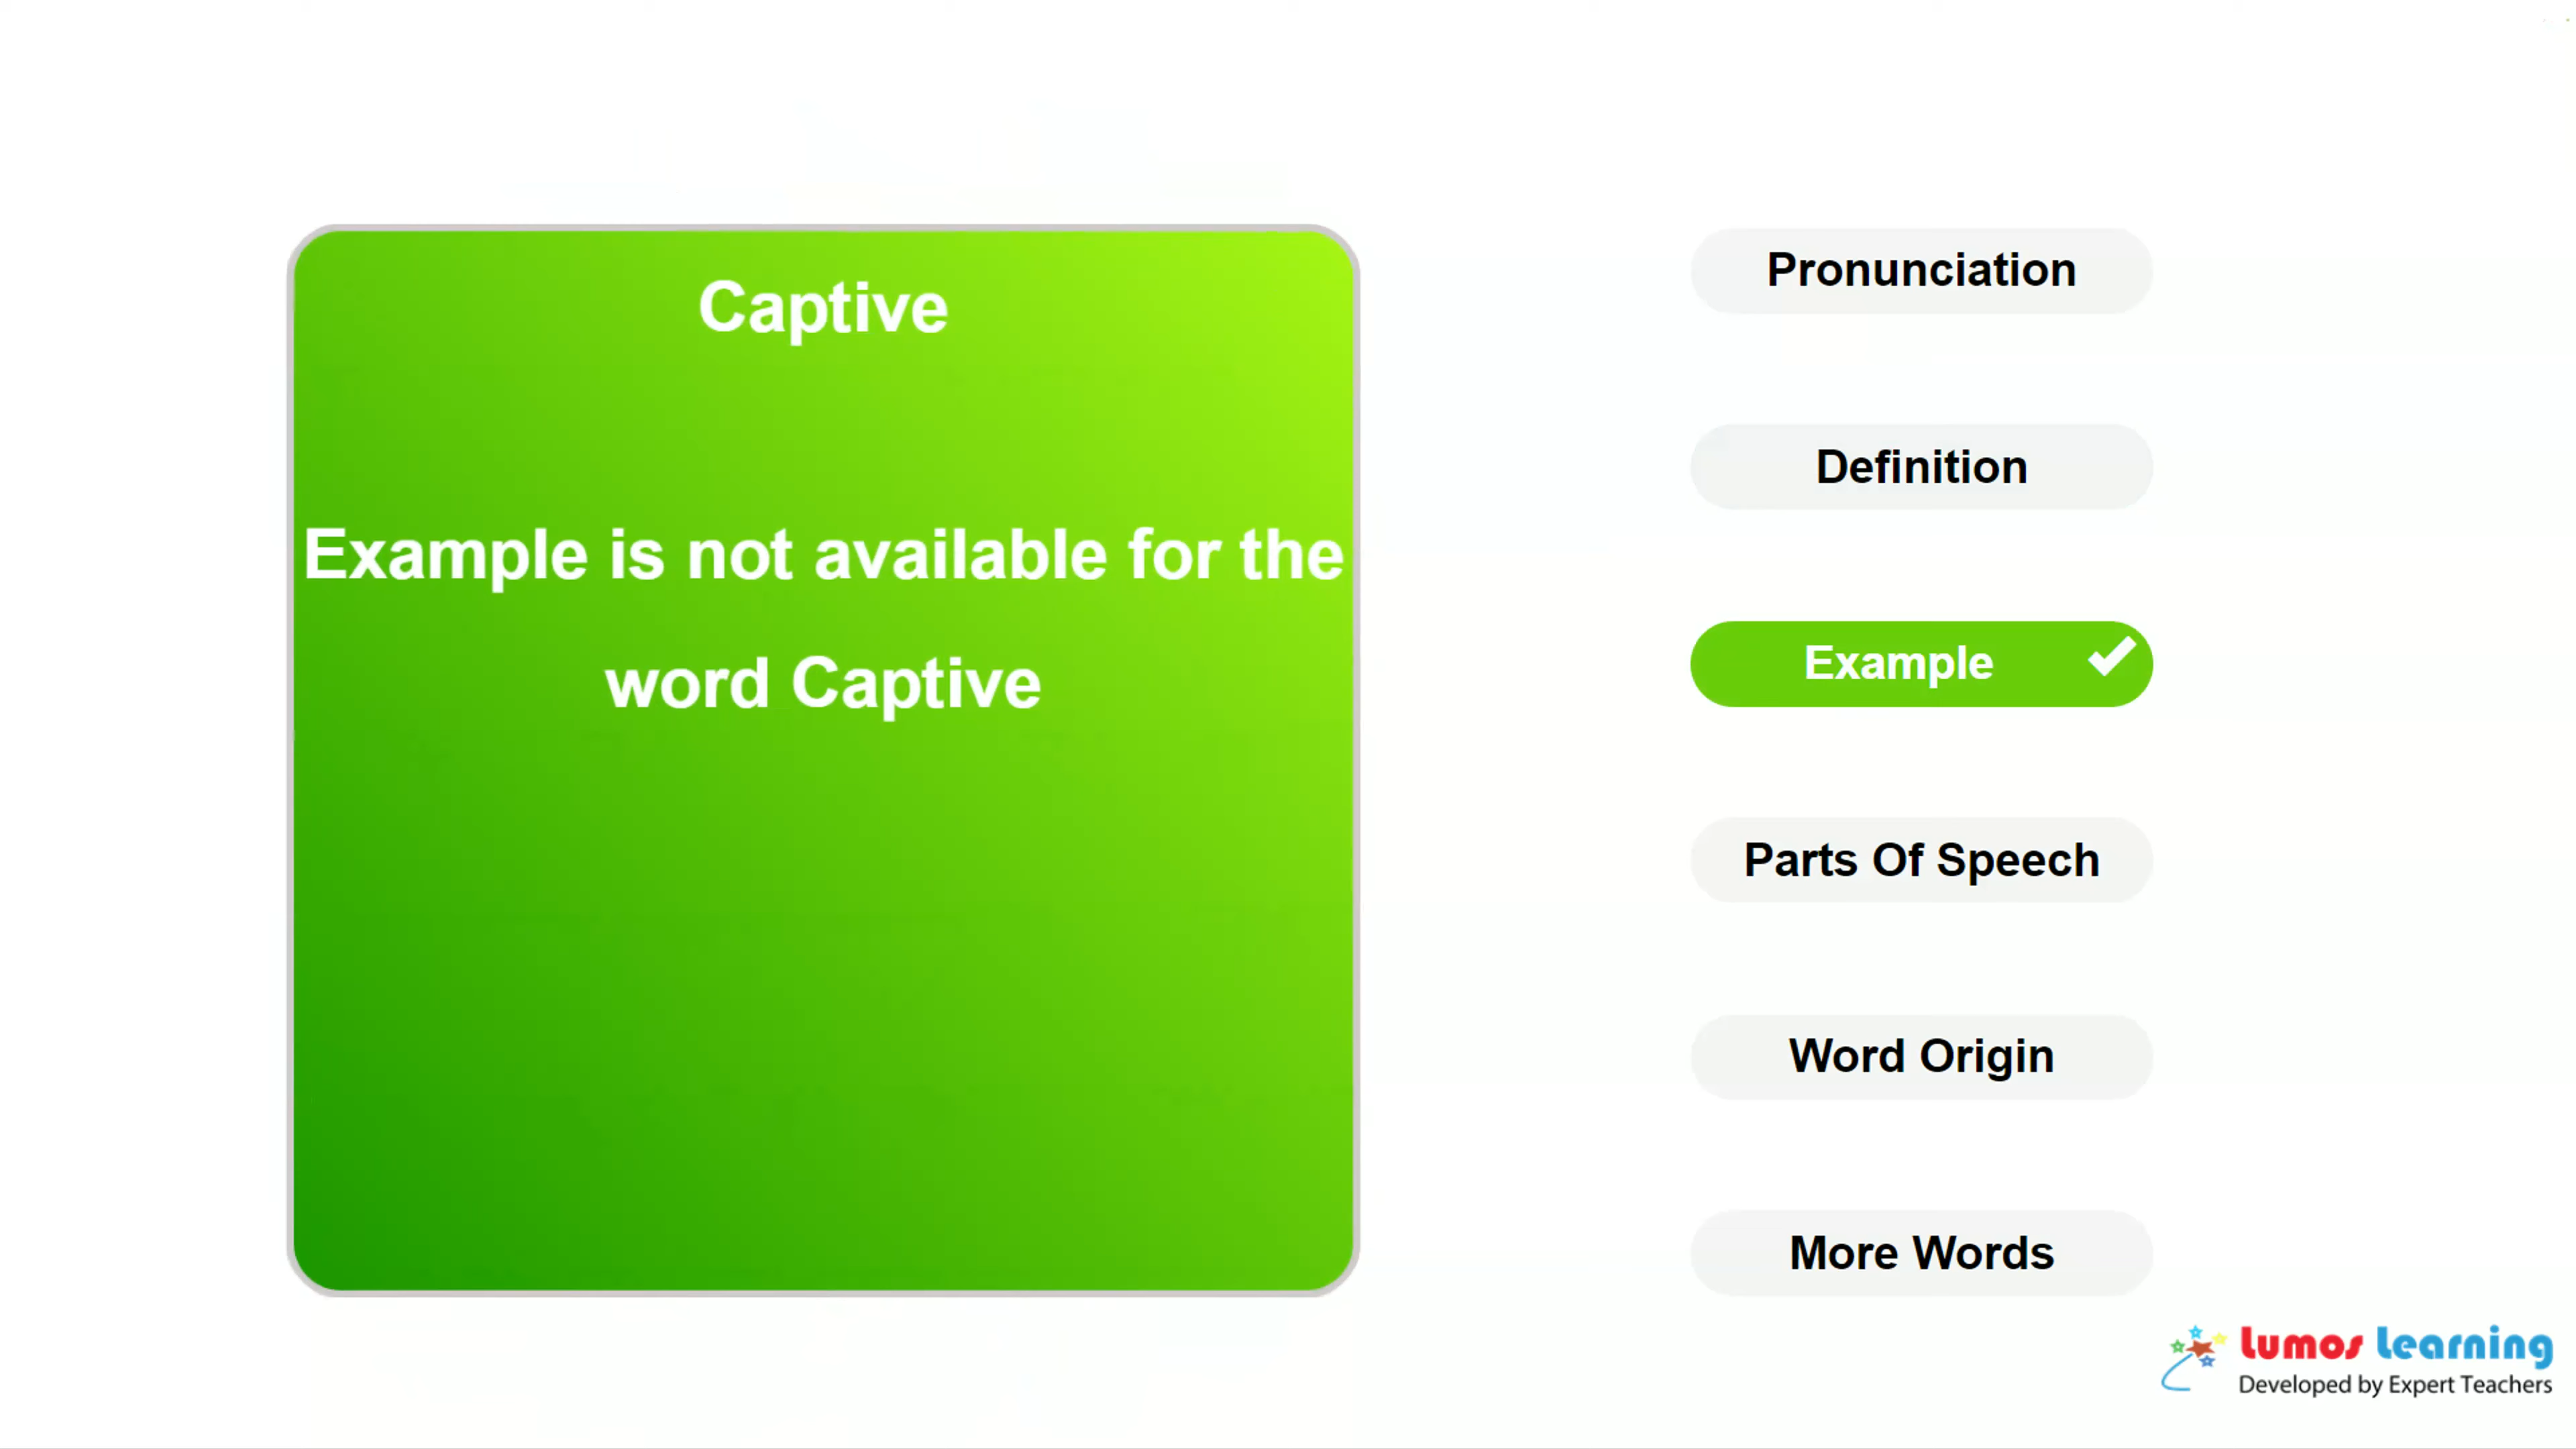 Captive
Example is not available for the
word Captive
Pronunciation
Definition
Example
Parts Of Speech
Word Origin
More Words
Lumos Learning
Developed by Expert Teachers